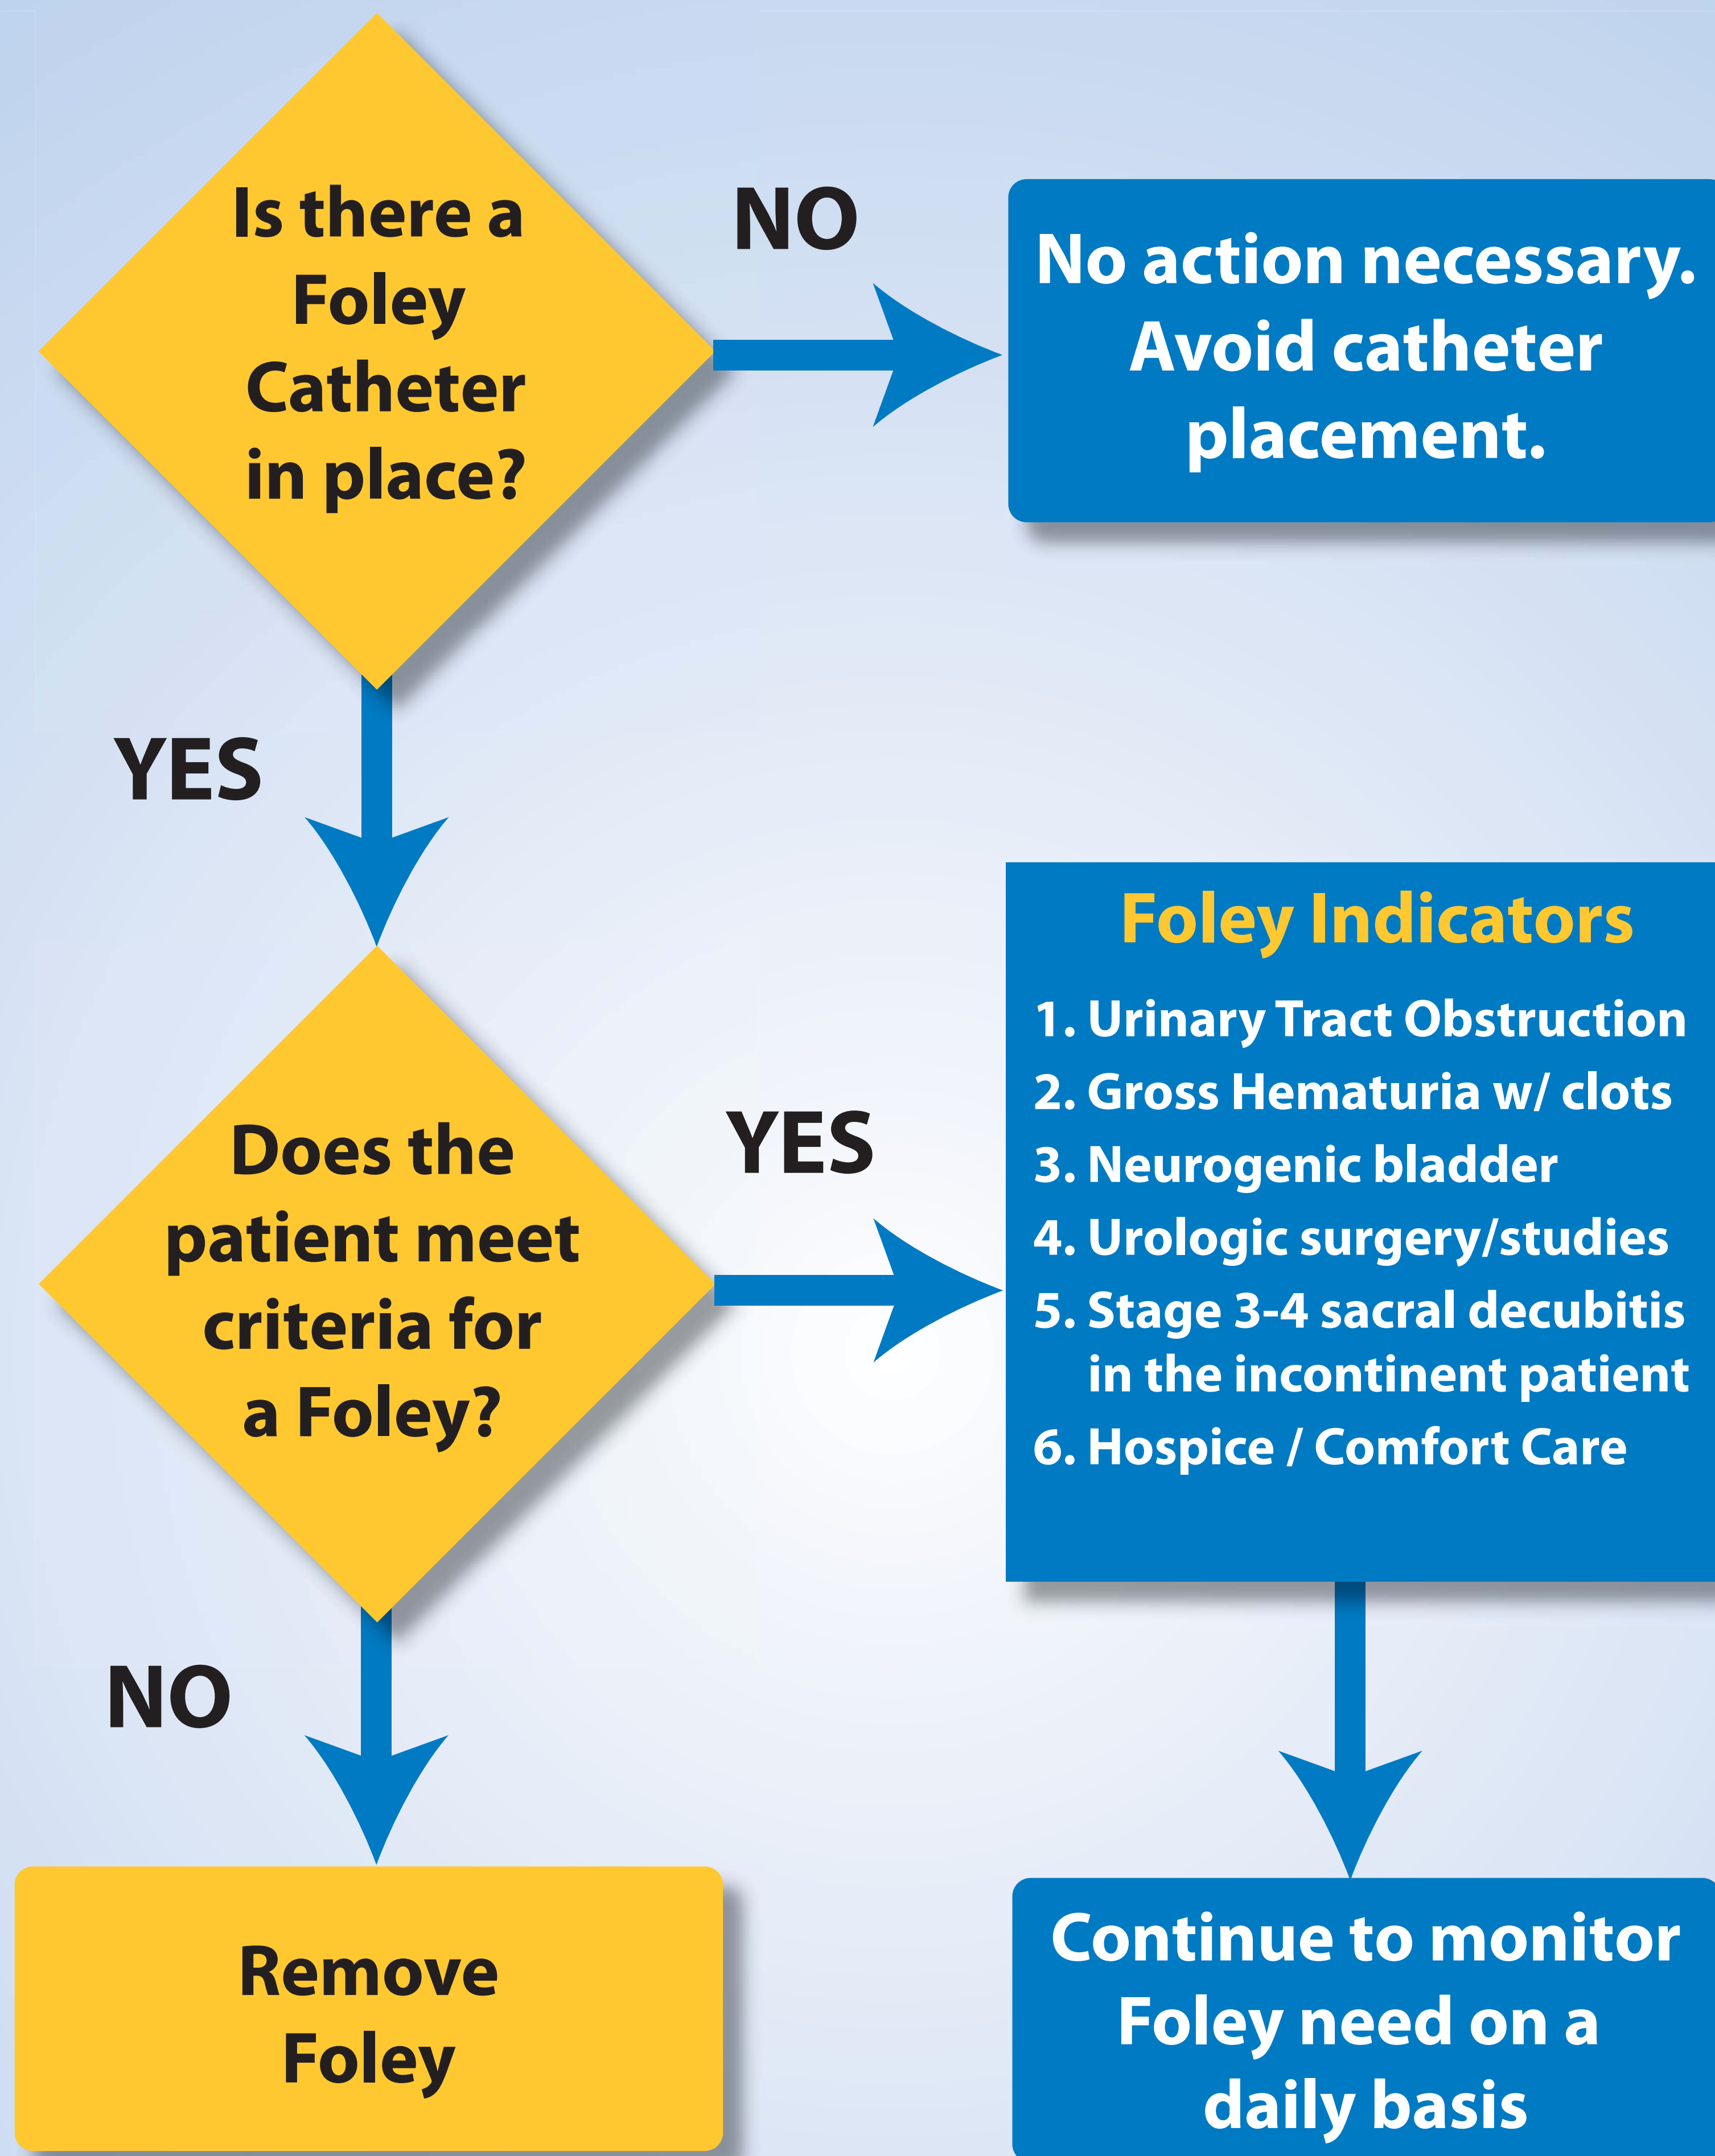 Is there a
Foley
Catheter
in place?
NO
No action necessary.
Avoid catheter
placement.
YES
Does the
patient meet
criteria for
a Foley?
YES
Foley Indicators
1. Urinary Tract Obstruction
2. Gross Hematuria w/ clots
3. Neurogenic bladder
4. Urologic surgery/studies
5. Stage 3-4 sacral decubitis
in the incontinent patient
6. Hospice / Comfort Care
NO
Remove
Foley
Continue to monitor
Foley need on a
daily basis